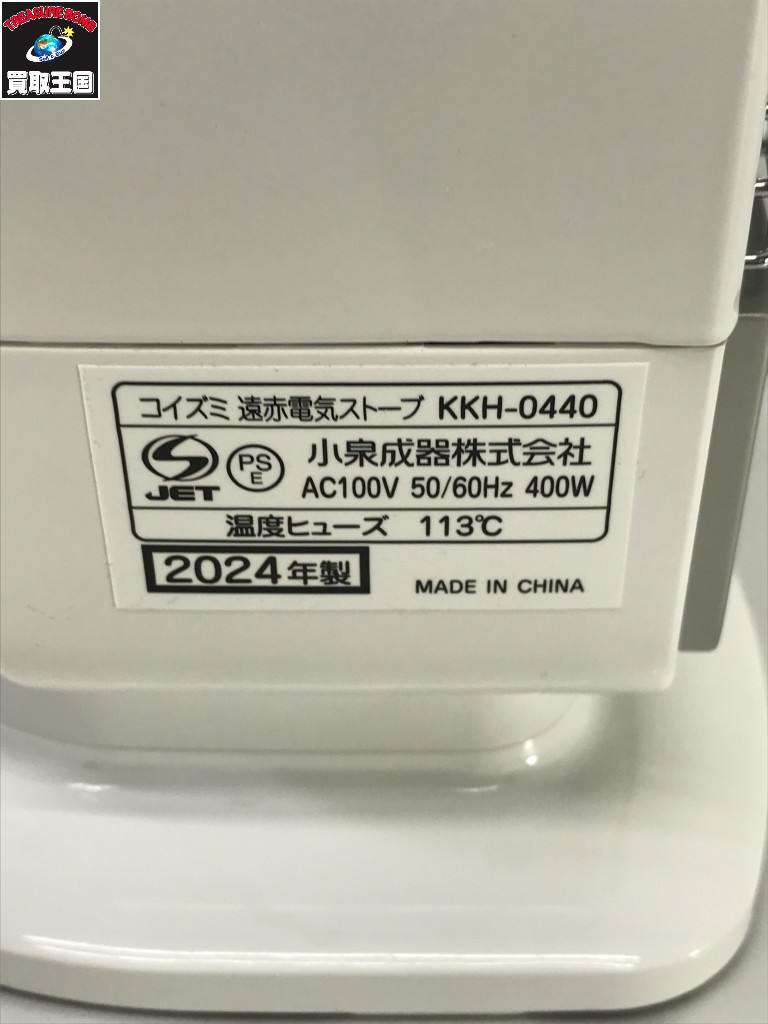 TREASURE BOMB
買取王国
コイズミ 遠赤電気ストーブ KKH-0440
JET
PS
E
小泉成器株式会社
AC100V 50/60Hz 400W
温度ヒューズ 113℃
2024年製
MADE IN CHINA